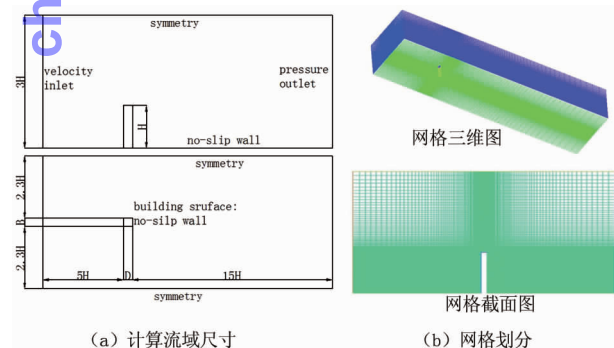 symmetry
velocity
inlet
pressure
outlet
3H
H
no-slip wall
symmetry
building sruface:
no-silp wall
2.3H
B
2.3H
5H
D
15H
symmetry
(a) 计算流域尺寸
网格三维图
网格截面图
(b) 网格划分
ch